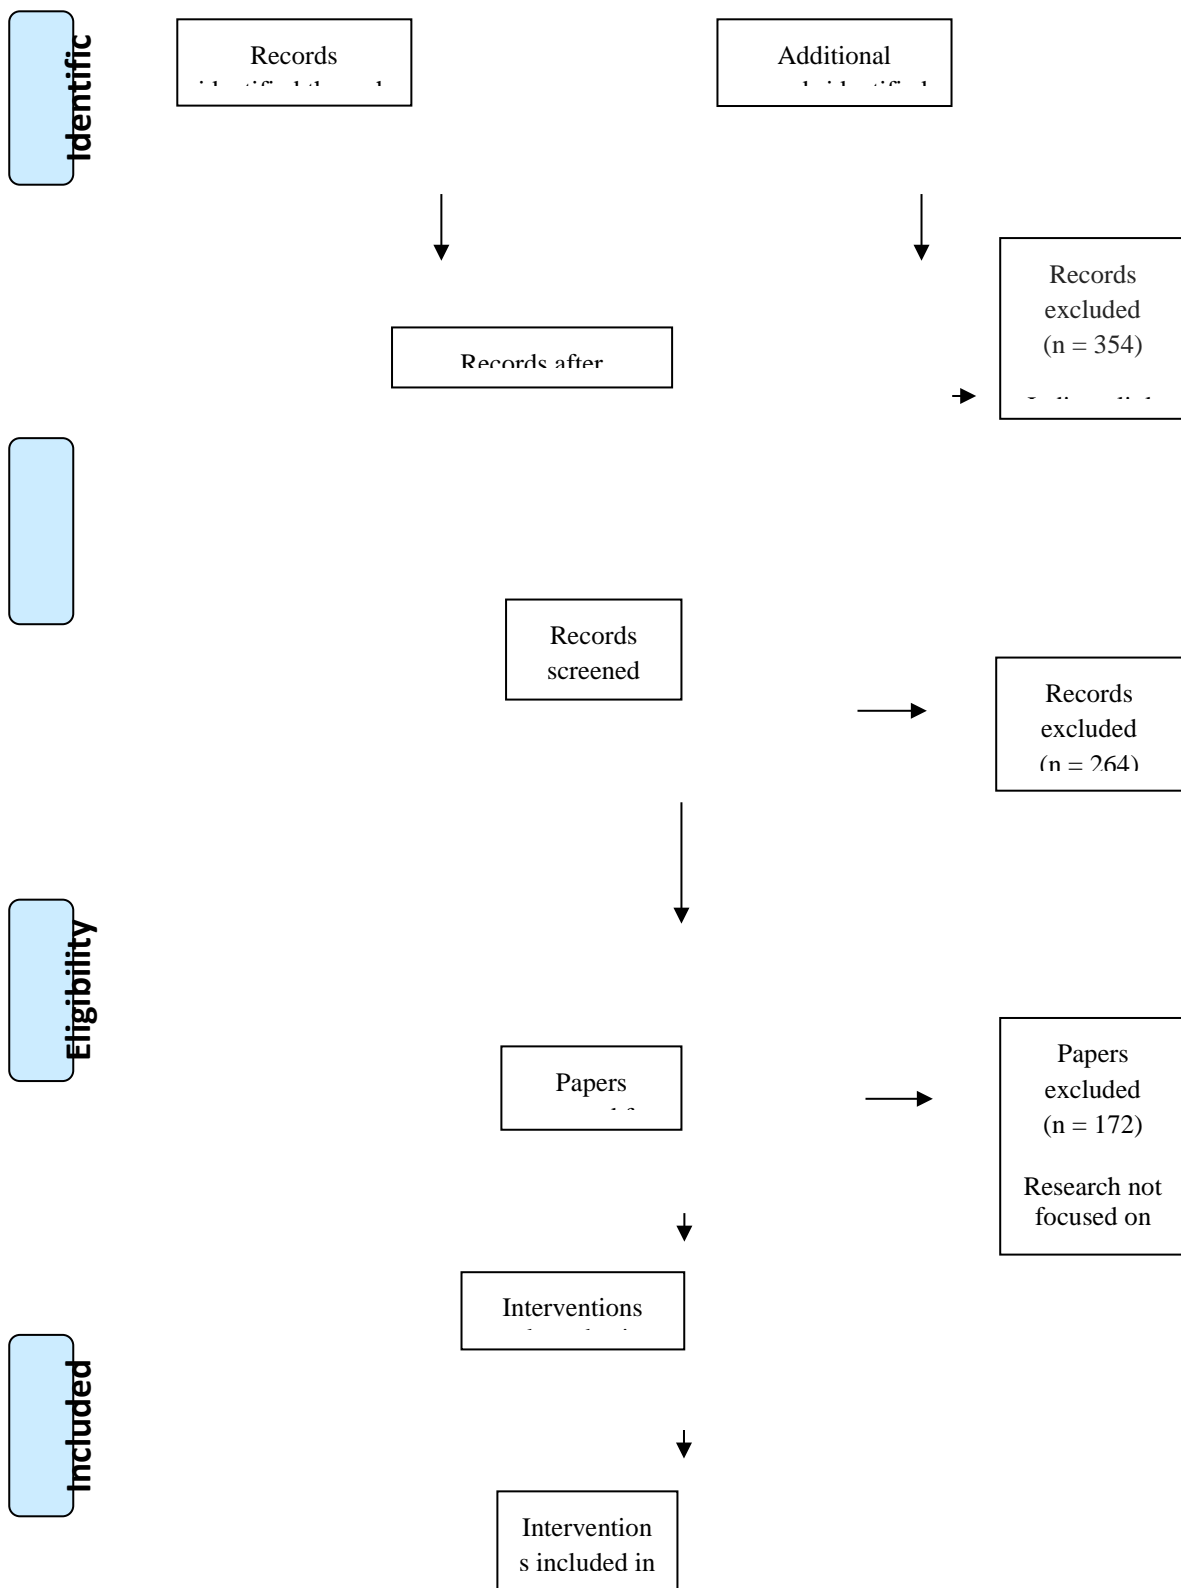 Identific
Records
Additional
Records
excluded
(n = 354)
Records after
Records
screened
Records
excluded
(n = 264)
Eligibility
Papers
Papers
excluded
(n = 172)
Research not
focused on
Interventions
Included
Intervention
s included in